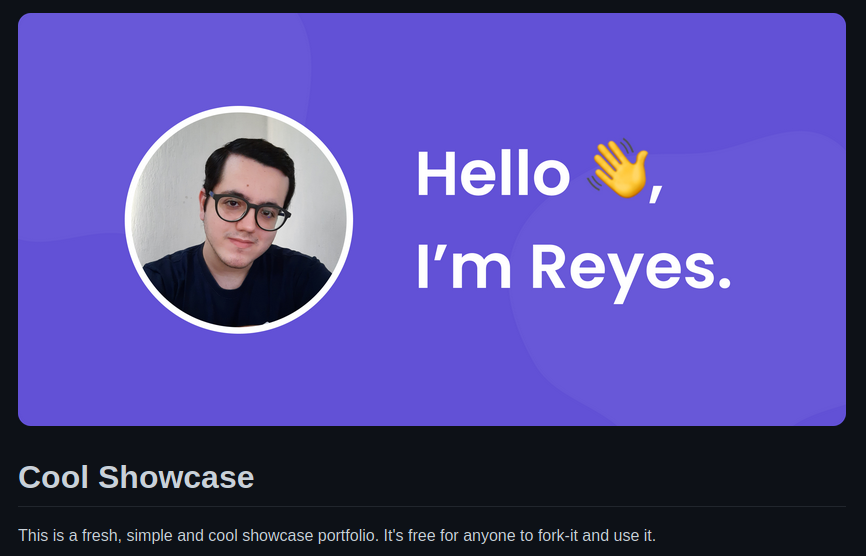 Hello 👋,
I’m Reyes.
Cool Showcase
This is a fresh, simple and cool showcase portfolio. It's free for anyone to fork-it and use it.